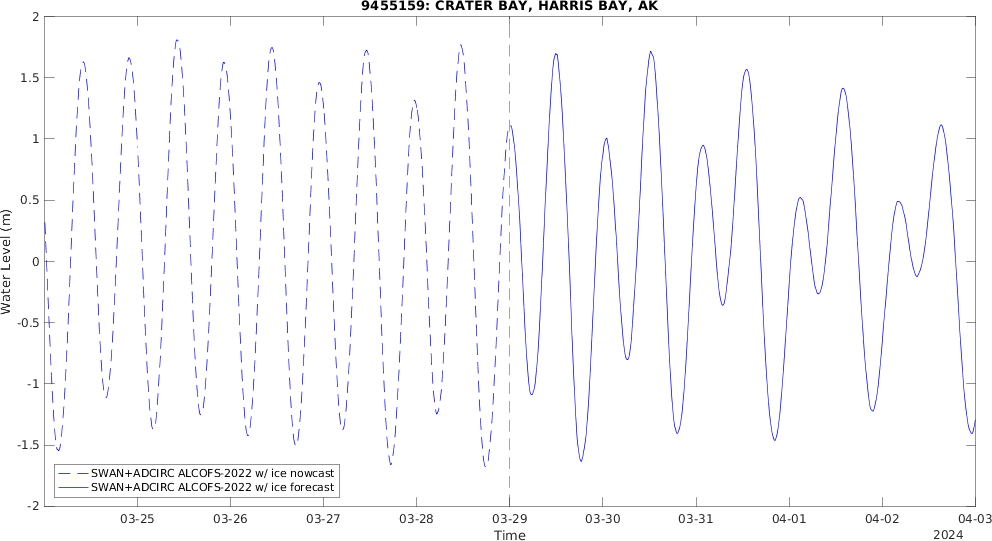 9455159: CRATER BAY, HARRIS BAY, AK
Water Level (m)
2
1.5
1
0.5
0
-0.5
-1
-1.5
-2
SWAN+ADCIRC ALCOFS-2022 w/ ice nowcast
SWAN+ADCIRC ALCOFS-2022 w/ ice forecast
03-25 03-26 03-27 03-28 03-29 03-30 03-31 04-01 04-02 04-03
Time
2024